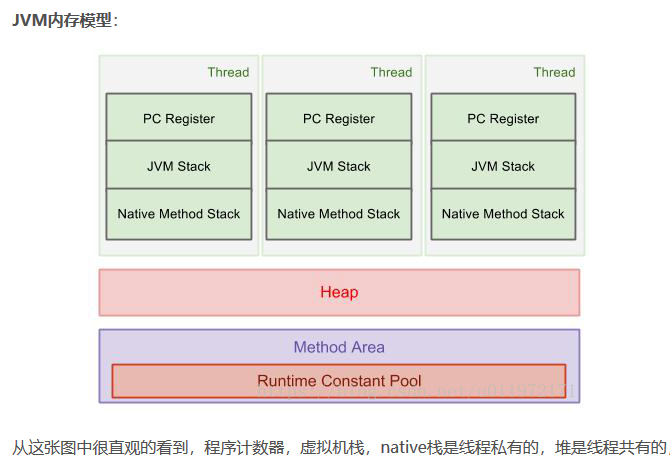 JVM内存模型：
Thread Thread Thread
PC Register PC Register PC Register
JVM Stack JVM Stack JVM Stack
Native Method Stack Native Method Stack Native Method Stack
Heap
Method Area
Runtime Constant Pool
从这张图中很直观的看到，程序计数器，虚拟机栈，native栈是线程私有的，堆是线程共有的，